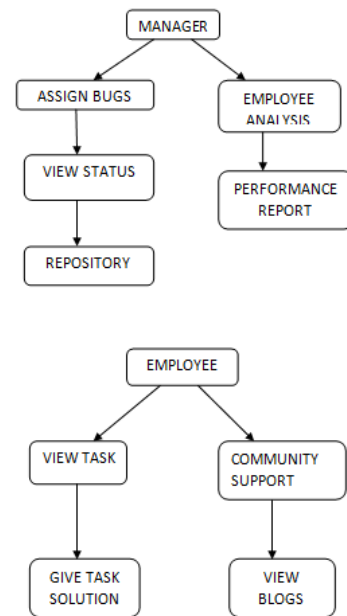 MANAGER
ASSIGN BUGS
EMPLOYEE
ANALYSIS
VIEW STATUS
PERFORMANCE
REPORT
REPOSITORY
EMPLOYEE
VIEW TASK
COMMUNITY
SUPPORT
GIVE TASK
SOLUTION
VIEW
BLOGS